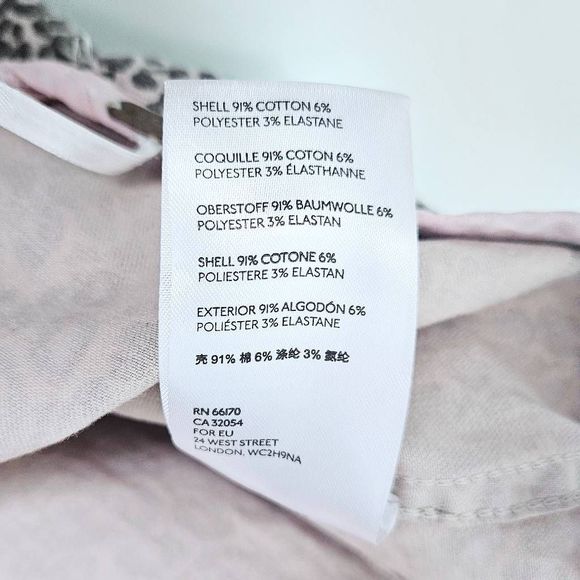 SHELL 91% COTTON 6%
POLYESTER 3% ELASTANE
COQUILLE 91% COTON 6%
POLYESTER 3% ÉLASTHANNE
OBERSTOFF 91% BAUMWOLLE 6%
POLYESTER 3% ELASTAN
SHELL 91% COTONE 6%
POLIESTERE 3% ELASTAN
EXTERIOR 91% ALGODÓN 6%
POLIÉSTER 3% ELASTANE
壳 91% 棉 6% 涤纶 3% 氨纶
RN 66170
CA 32054
FOR EU
24 WEST STREET
LONDON, WC2H9NA